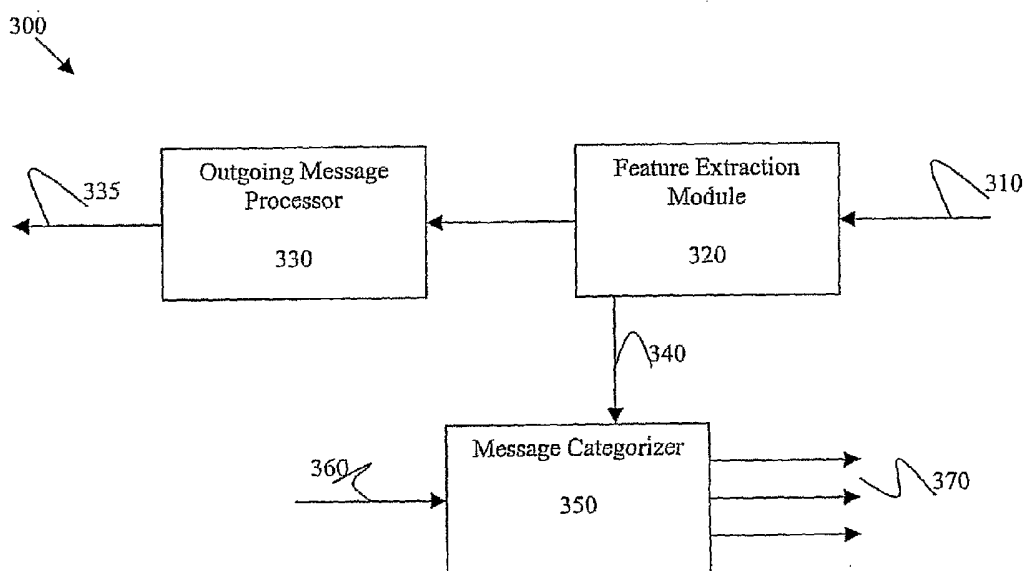 300
Outgoing Message
Processor
330
Feature Extraction
Module
320
335
310
340
Message Categorizer
350
360
370